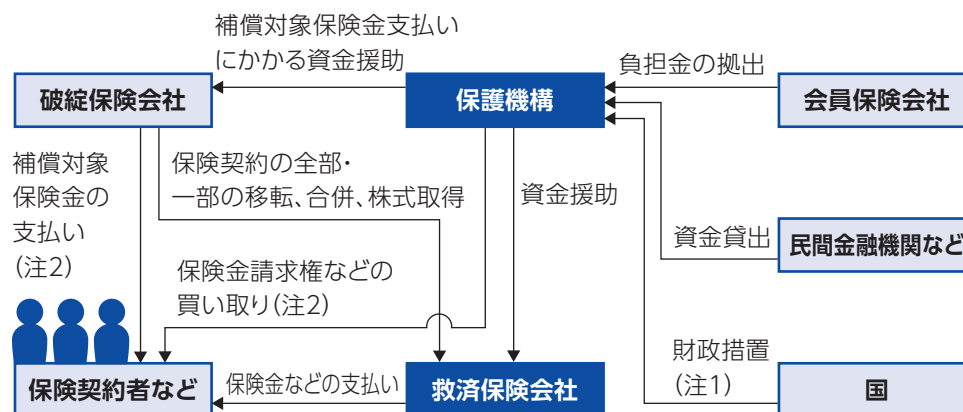 補償対象保険金支払い
にかかる資金援助
負担金の拠出
破綻保険会社
保護機構
会員保険会社
補償対象
保険金の
支払い
(注2)
保険契約の全部・
一部の移転、合併、株式取得
資金援助
資金貸出
民間金融機関など
保険金請求権などの
買い取り(注2)
財政措置
(注1)
保険契約者など
保険金などの支払い
救済保険会社
国